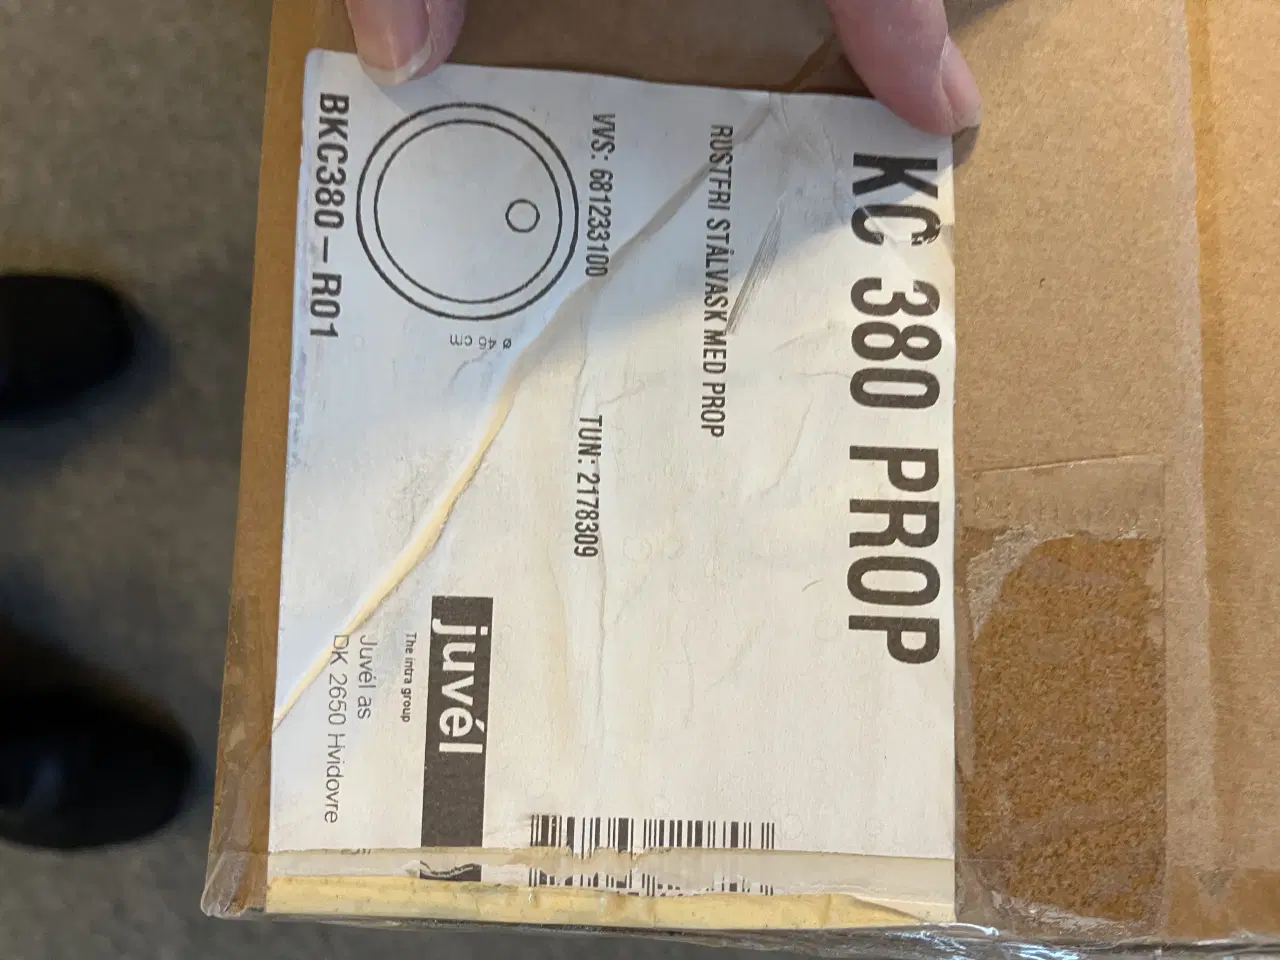 KC 380 PROP
RUSTFRI STÅLVASK MED PROP
VVS: 681233100
TUN: 2178309
Ø
45
cm
BKC380-R01
juvél
The intra group
Juvél as
DK 2650 Hvidovre